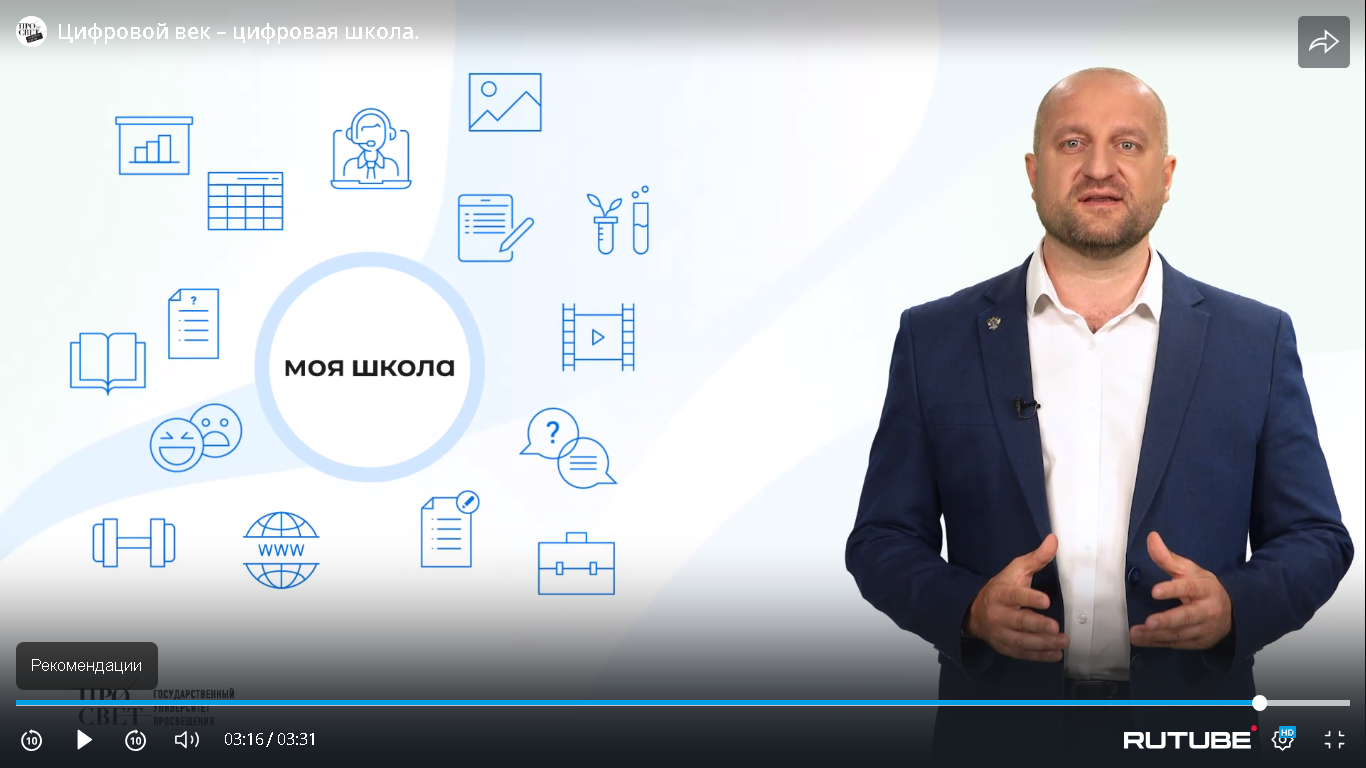 ПРО
СВЕТ
Цифровой век – цифровая школа.
?
моя школа
?
WWW
Рекомендации
ПРО
СВЕТ
ГОСУДАРСТВЕННЫЙ
УНИВЕРСИТЕТ
ПРОСВЕЩЕНИЯ
10
10
03:16 / 03:31
RUTUBE
HD